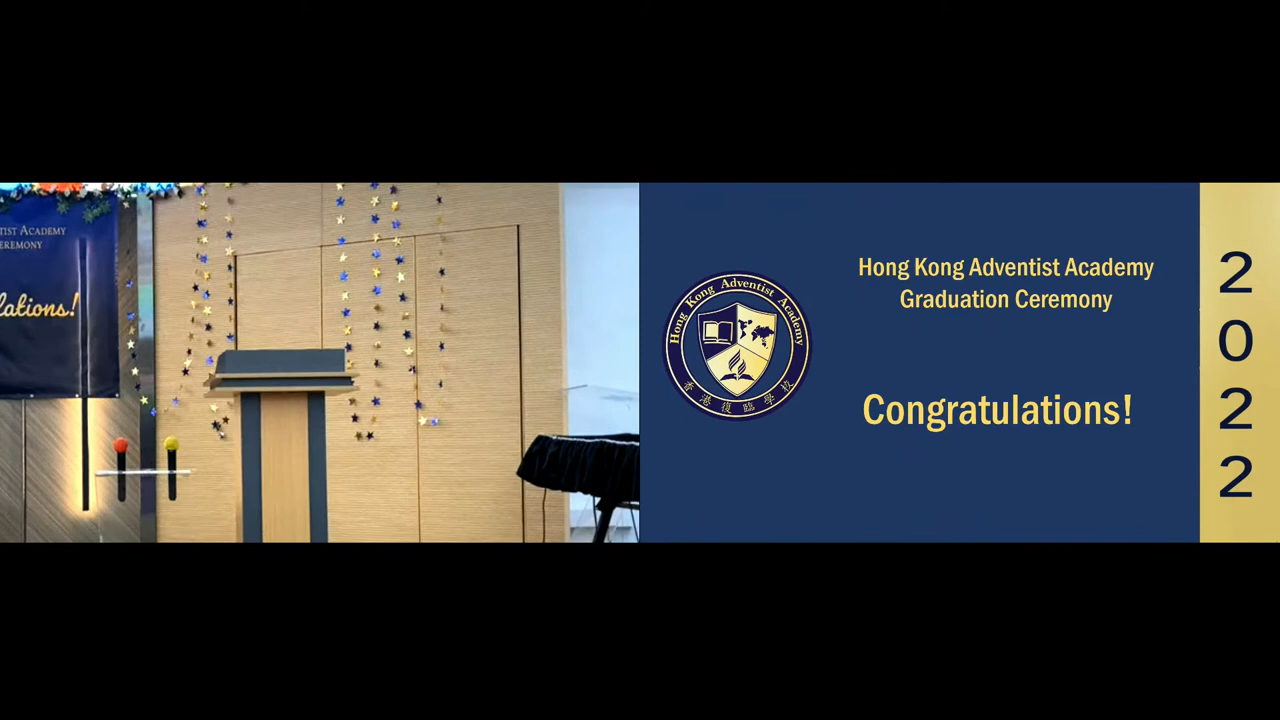 TIST ACADEMY
EREMONY
lations!
Hong Kong Adventist Academy
香港復臨學校
Hong Kong Adventist Academy
Graduation Ceremony
Congratulations!
2
0
2
2